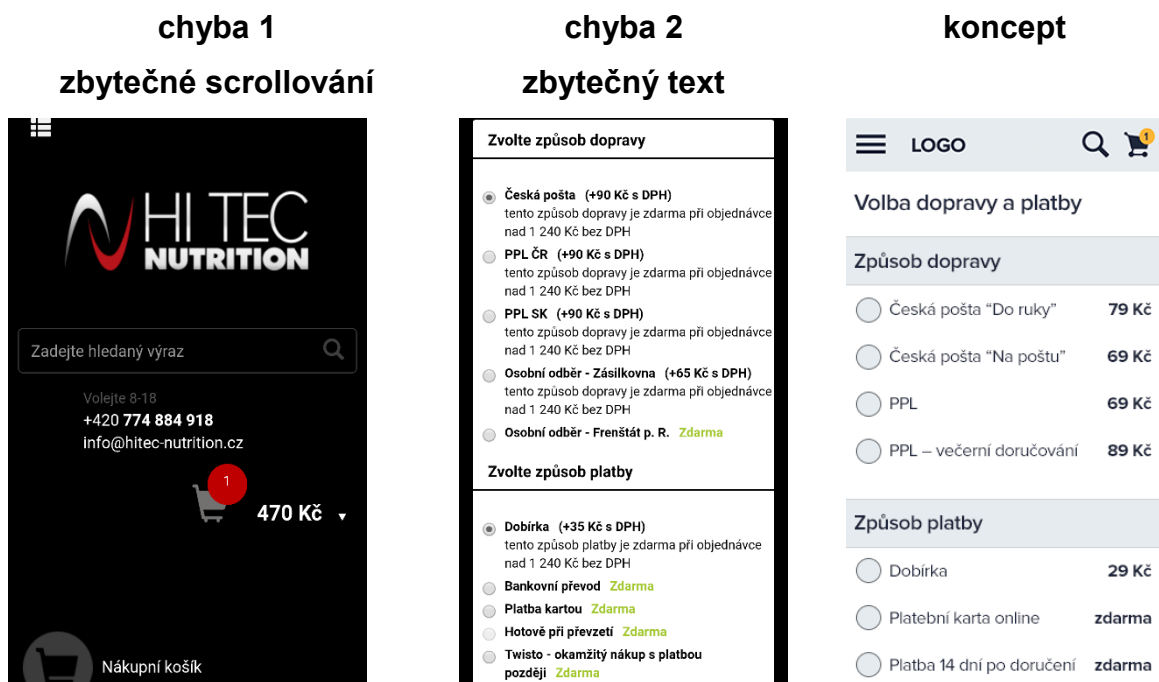 chyba 1
zbytečné scrollování
HI TEC
NUTRITION
Zadejte hledaný výraz
Volejte 8-18
+420 774 884 918
info@hitec-nutrition.cz
1
470 Kč
Nákupní košík
chyba 2
zbytečný text
Zvolte způsob dopravy
Česká pošta (+90 Kč s DPH)
tento způsob dopravy je zdarma při objednávce
nad 1 240 Kč bez DPH
PPL ČR (+90 Kč s DPH)
tento způsob dopravy je zdarma při objednávce
nad 1 240 Kč bez DPH
PPL SK (+90 Kč s DPH)
tento způsob dopravy je zdarma při objednávce
nad 1 240 Kč bez DPH
Osobní odběr - Zásilkovna (+65 Kč s DPH)
tento způsob dopravy je zdarma při objednávce
nad 1 240 Kč bez DPH
Osobní odběr - Frenštát p. R. Zdarma
Zvolte způsob platby
Dobírka (+35 Kč s DPH)
tento způsob platby je zdarma při objednávce
nad 1 240 Kč bez DPH
Bankovní převod Zdarma
Platba kartou Zdarma
Hotově při převzetí Zdarma
Twisto - okamžitý nákup s platbou
později Zdarma
koncept
LOGO
1
Volba dopravy a platby
Způsob dopravy
Česká pošta “Do ruky” 79 Kč
Česká pošta “Na poštu” 69 Kč
PPL 69 Kč
PPL – večerní doručování 89 Kč
Způsob platby
Dobírka 29 Kč
Platební karta online zdarma
Platba 14 dní po doručení zdarma